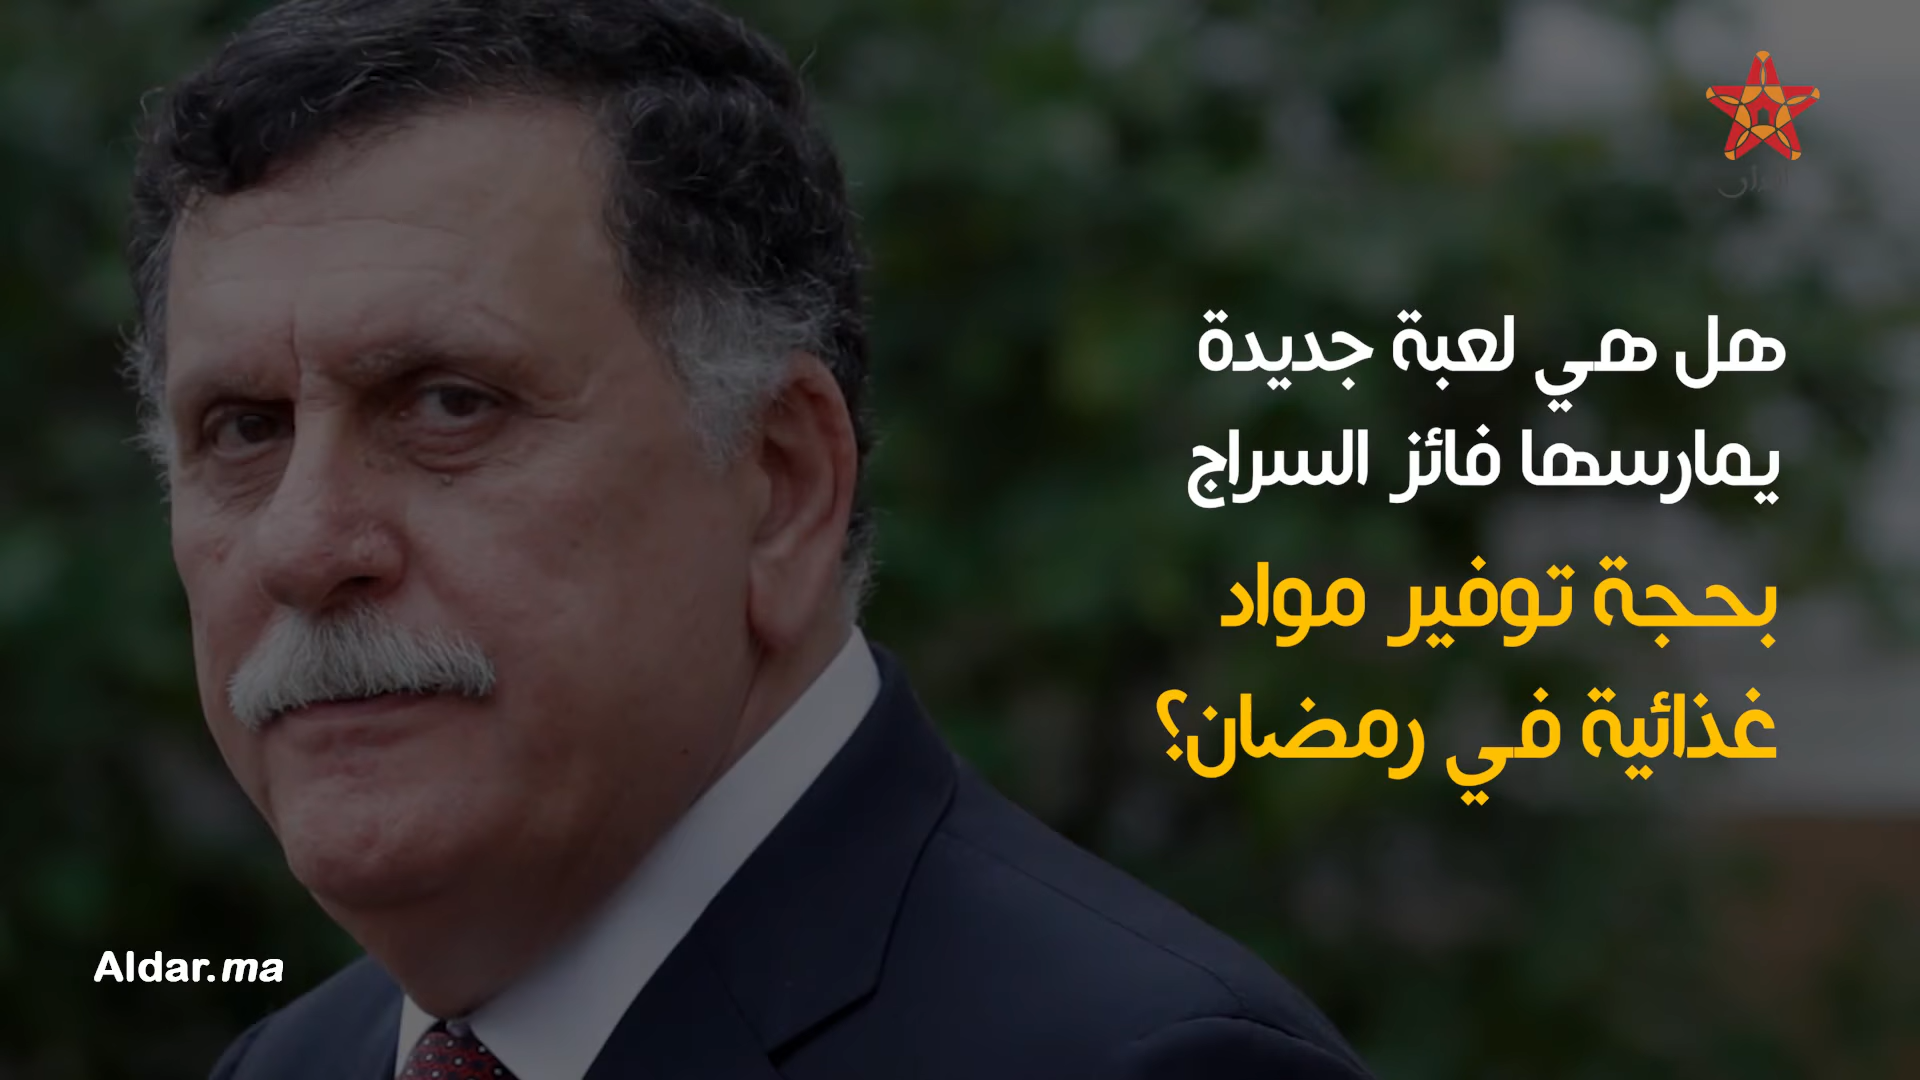 هل هي لعبة جديدة
يمارسها فائز السراج
بحجة توفير مواد
غذائية في رمضان؟
Aldar.ma